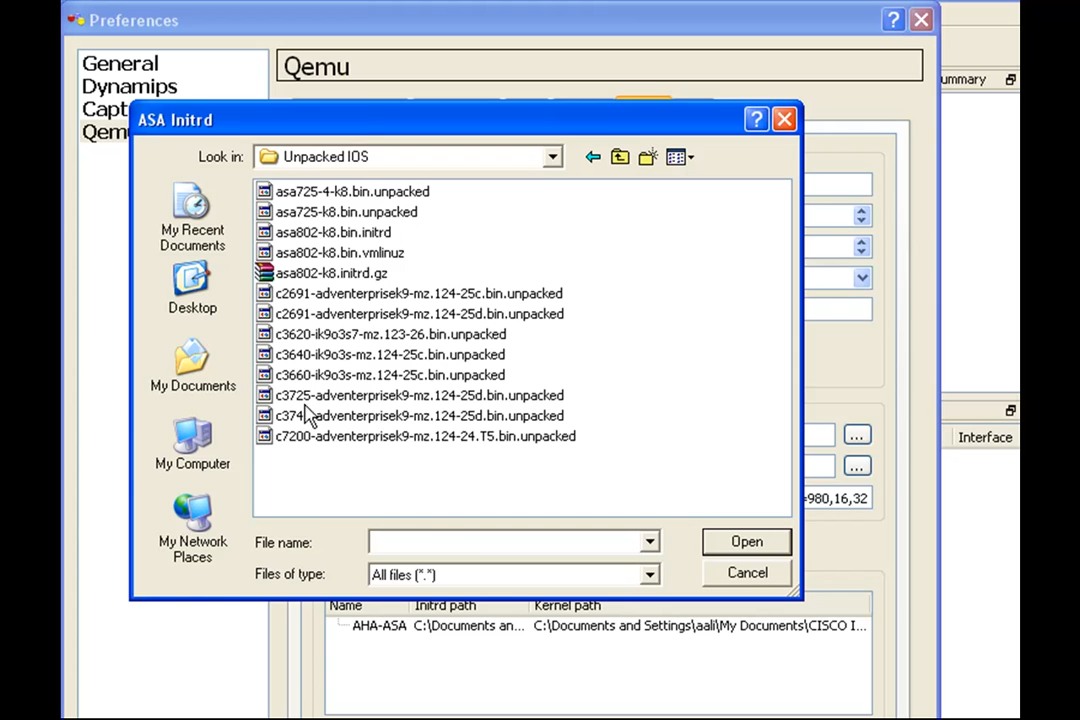 Preferences
General
Dynamips
Capt
Qemu
Qemu
ummary
ASA Initrd
Look in:
Unpacked IOS
My Recent
Documents
Desktop
My Documents
My Computer
My Network
Places
asa725-4-k8.bin.unpacked
asa725-k8.bin.unpacked
asa802-k8.bin.initrd
asa802-k8.bin.vmlinuz
asa802-k8.initrd.gz
c2691-adventerprisek9-mz.124-25c.bin.unpacked
c2691-adventerprisek9-mz.124-25d.bin.unpacked
c3620-ik9o3s7-mz.123-26.bin.unpacked
c3640-ik9o3s-mz.124-25c.bin.unpacked
c3660-ik9o3s-mz.124-25c.bin.unpacked
c3725-adventerprisek9-mz.124-25d.bin.unpacked
c374 -adventerprisek9-mz.124-25d.bin.unpacked
c7200-adventerprisek9-mz.124-24.T5.bin.unpacked
...
Interface
...
=980,16,32
File name:
Open
Files of type:
All files (*.*)
Cancel
Name Initrd path Kernel path
AHA-ASA C:\Documents an... C:\Documents and Settings\aali\My Documents\CISCO I...